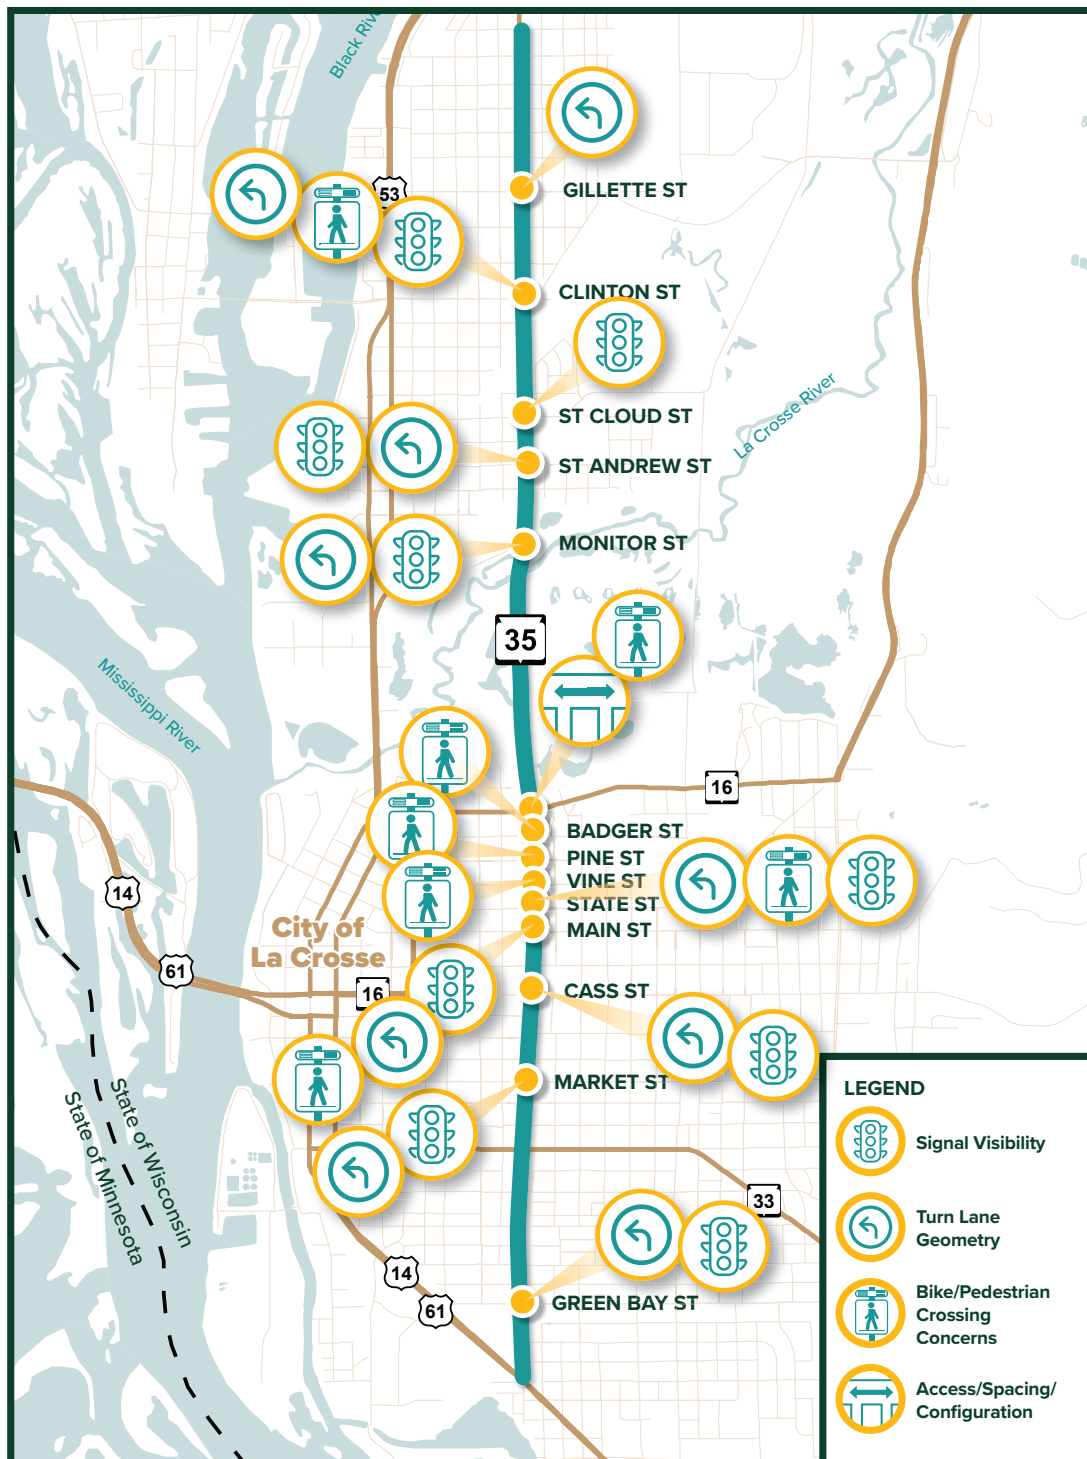 Black River
53
GILLETTE ST
CLINTON ST
ST CLOUD ST
La Crosse River
ST ANDREW ST
MONITOR ST
35
Mississippi River
16
BADGER ST
PINE ST
VINE ST
STATE ST
MAIN ST
14
City of
La Crosse
61
16
CASS ST
MARKET ST
State of Wisconsin
State of Minnesota
33
14
61
GREEN BAY ST
LEGEND
Signal Visibility
Turn Lane
Geometry
Bike/Pedestrian
Crossing
Concerns
Access/Spacing/
Configuration